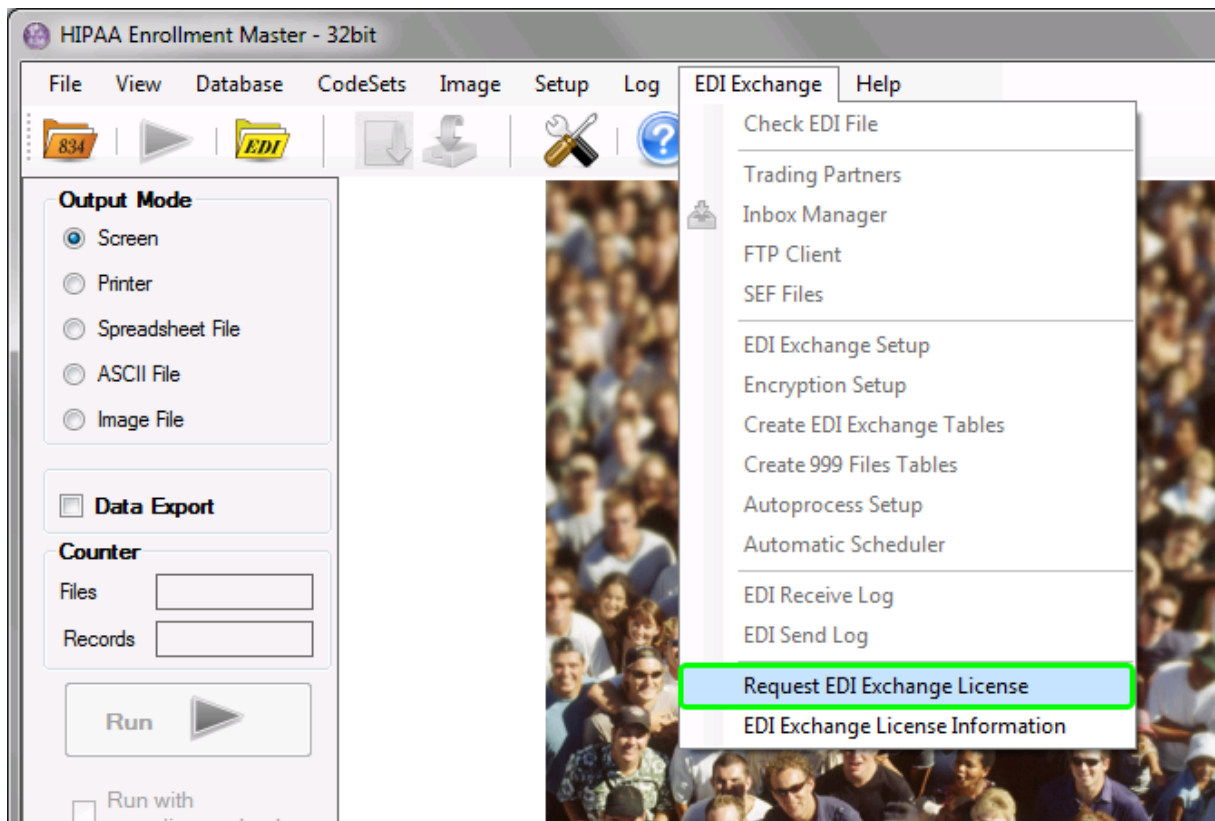 HIPAA Enrollment Master - 32bit
File View Database CodeSets Image Setup Log EDI Exchange Help
834 EDI ?
Check EDI File
Trading Partners
Inbox Manager
FTP Client
SEF Files
EDI Exchange Setup
Encryption Setup
Create EDI Exchange Tables
Create 999 Files Tables
Autoprocess Setup
Automatic Scheduler
EDI Receive Log
EDI Send Log
Request EDI Exchange License
EDI Exchange License Information
Output Mode
Screen
Printer
Spreadsheet File
ASCII File
Image File
Data Export
Counter
Files
Records
Run
Run with